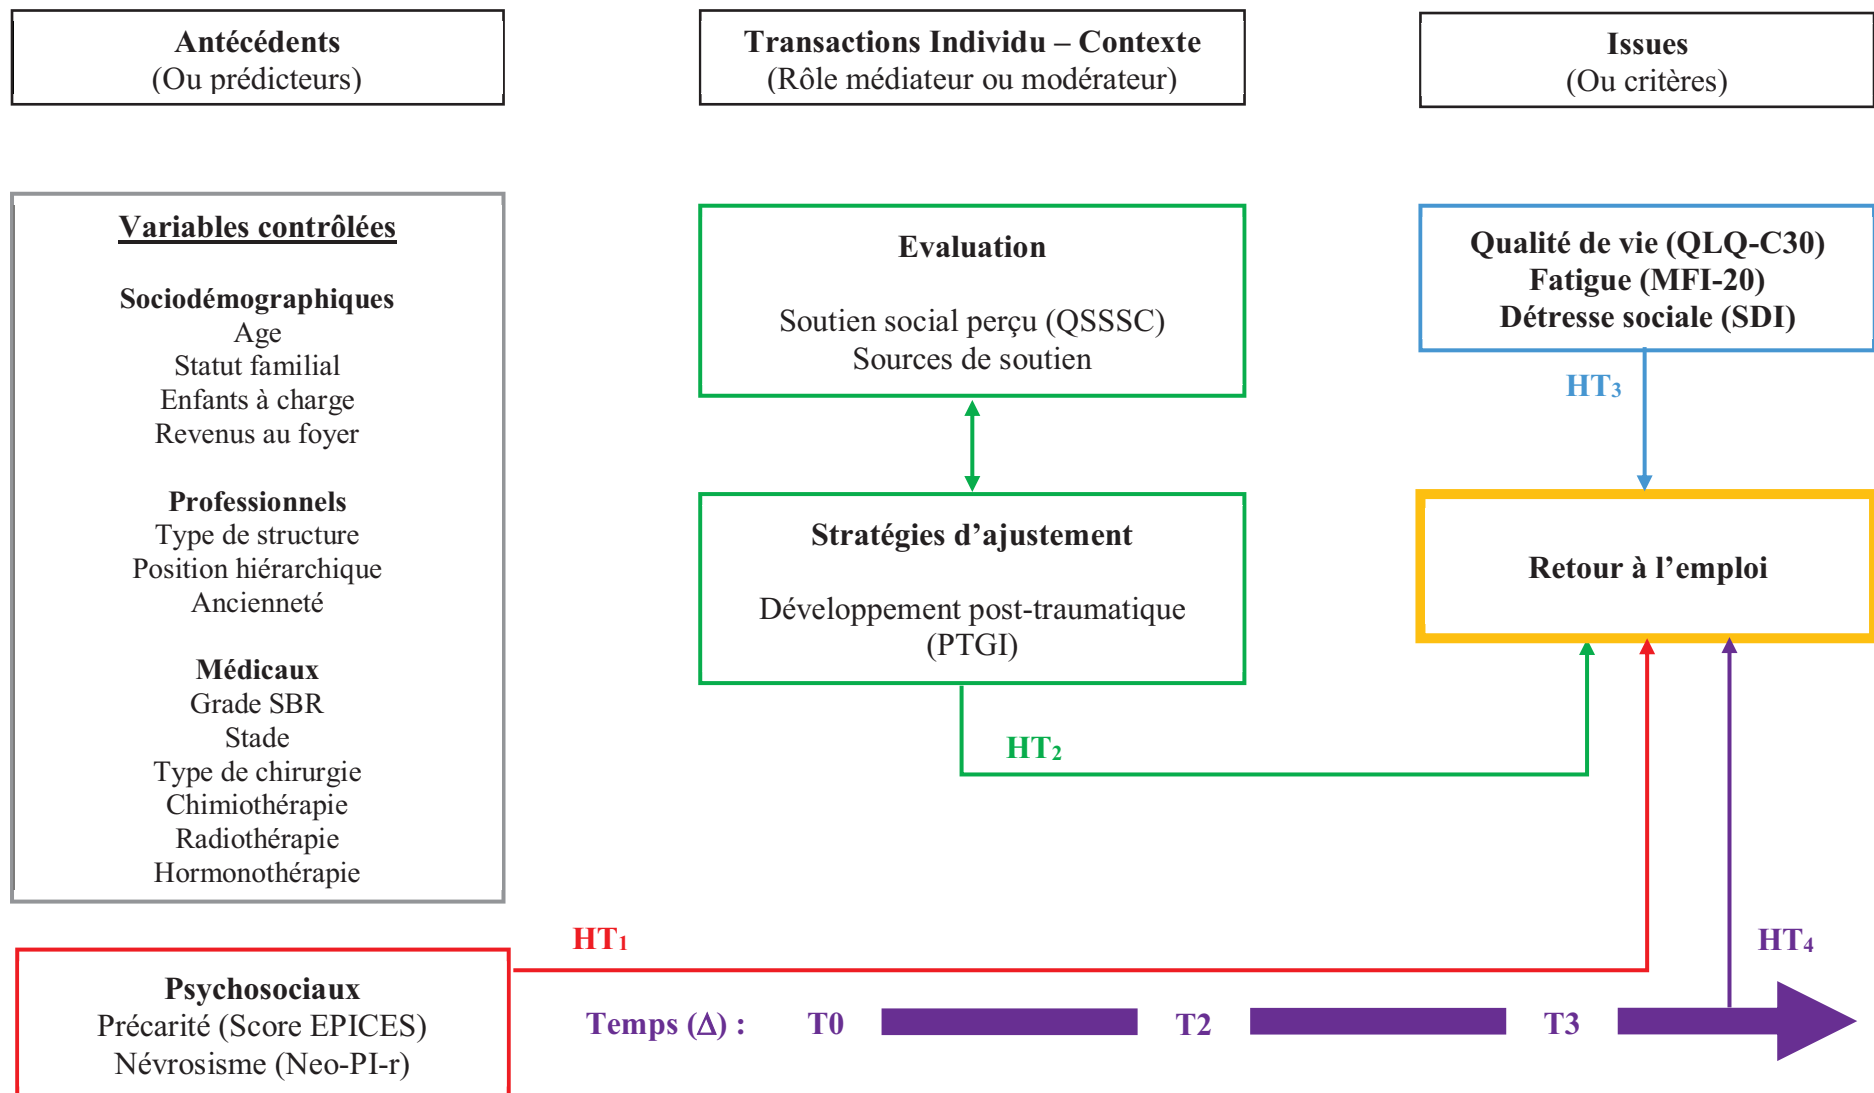 Antécédents
(Ou prédicteurs)
Transactions Individu – Contexte
(Rôle médiateur ou modérateur)
Issues
(Ou critères)
Variables contrôlées
Sociodémographiques
Age
Statut familial
Enfants à charge
Revenus au foyer
Professionnels
Type de structure
Position hiérarchique
Ancienneté
Médicaux
Grade SBR
Stade
Type de chirurgie
Chimiothérapie
Radiothérapie
Hormonothérapie
Psychosociaux
Précarité (Score EPICES)
Névrosisme (Neo-PI-r)
Evaluation
Soutien social perçu (QSSSC)
Sources de soutien
Stratégies d’ajustement
Développement post-traumatique
(PTGI)
Qualité de vie (QLQ-C30)
Fatigue (MFI-20)
Détresse sociale (SDI)
HT3
Retour à l’emploi
HT2
HT1
HT4
Temps (Δ) : T0 T2 T3